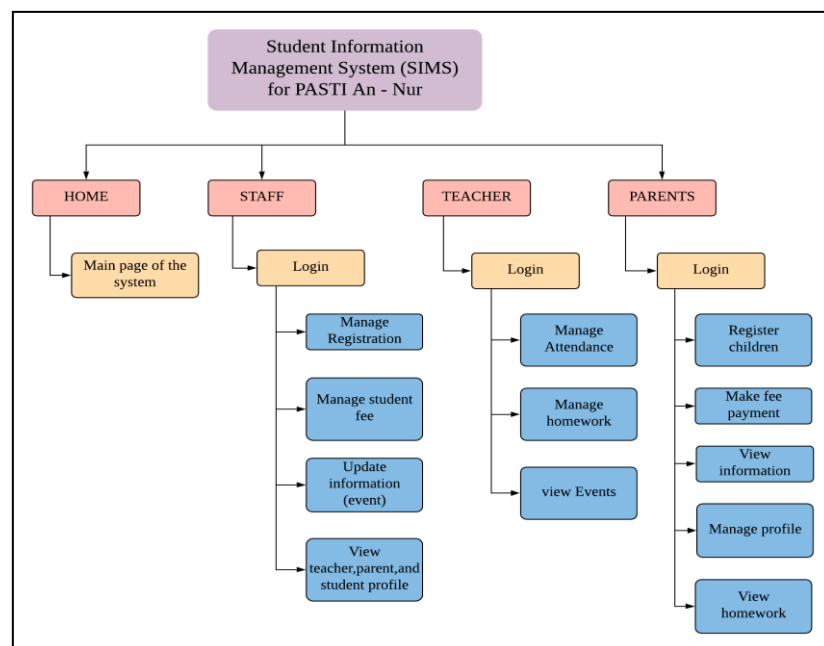 Student Information
Management System (SIMS)
for PASTI An - Nur
HOME
STAFF
TEACHER
PARENTS
Main page of the
system
Login
Login
Login
Manage
Registration
Manage student
fee
Update
information
(event)
View
teacher,parent,and
student profile
Manage
Attendance
Manage
homework
view Events
Register
children
Make fee
payment
View
information
Manage profile
View
homework